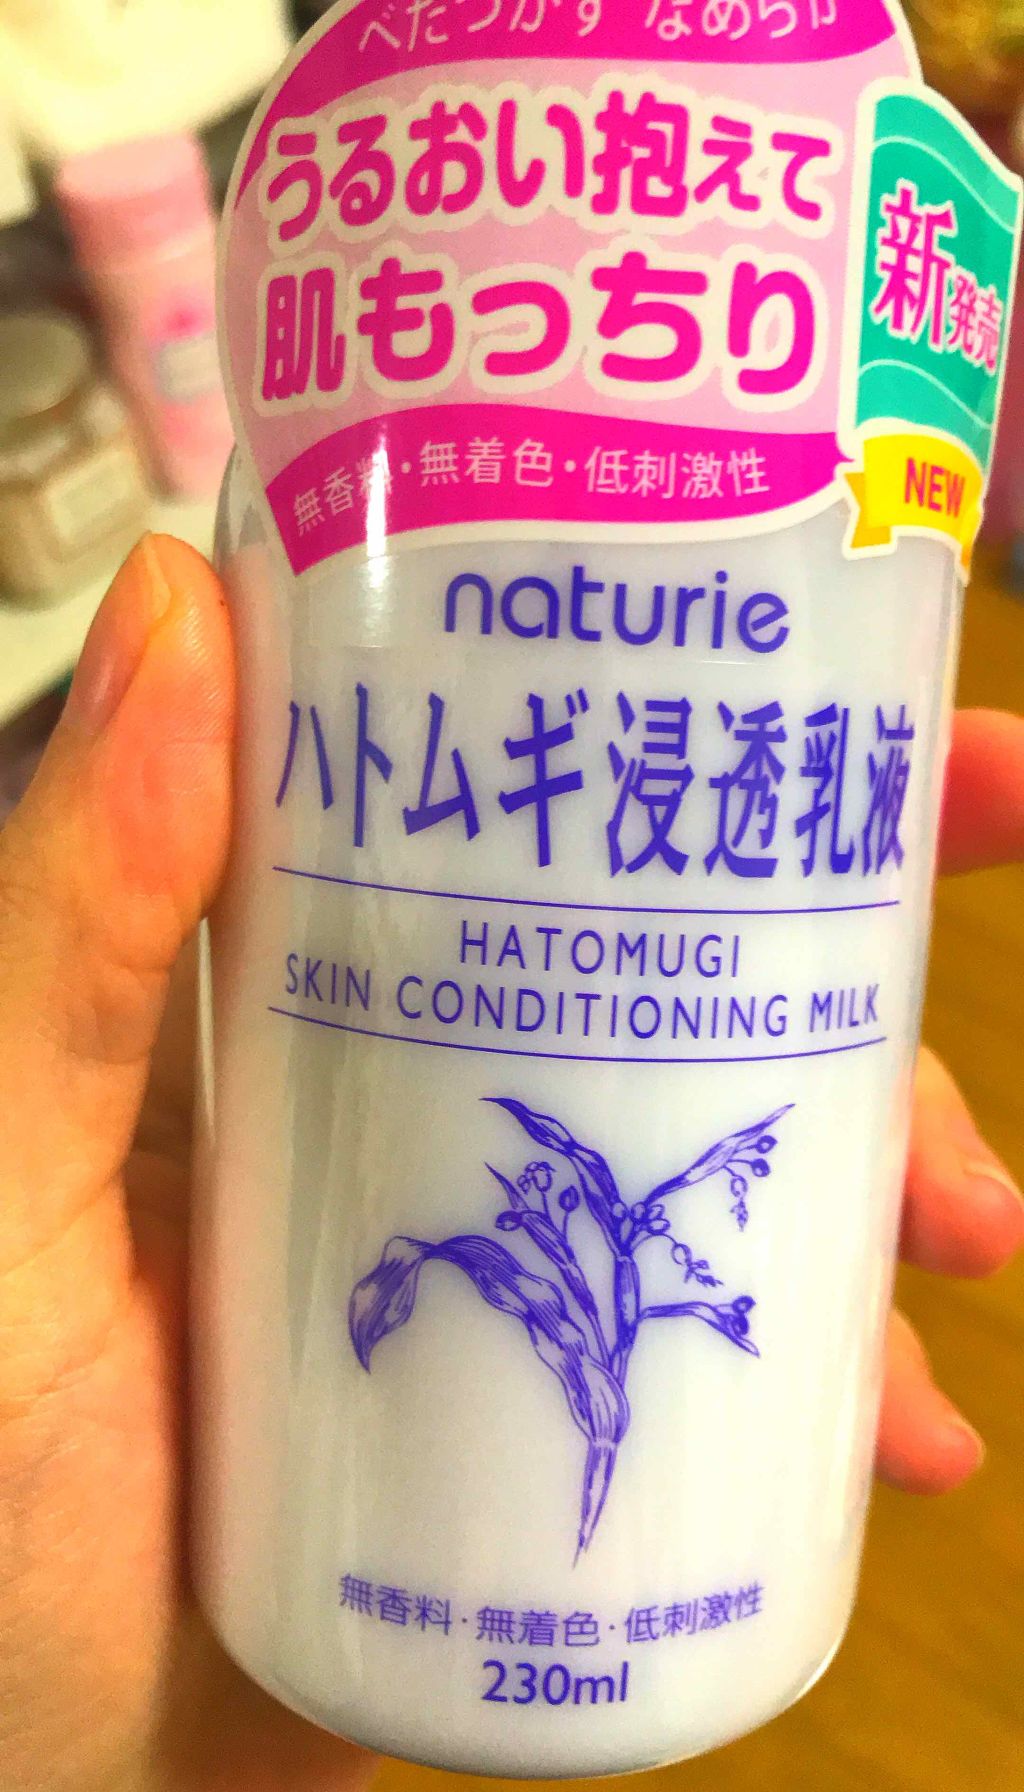 べたつかず なめらか
うるおい抱えて
肌もっちり
無香料・無着色・低刺激性
新発売
NEW
naturie
ハトムギ浸透乳液
HATOMUGI
SKIN CONDITIONING MILK
無香料・無着色・低刺激性
230ml